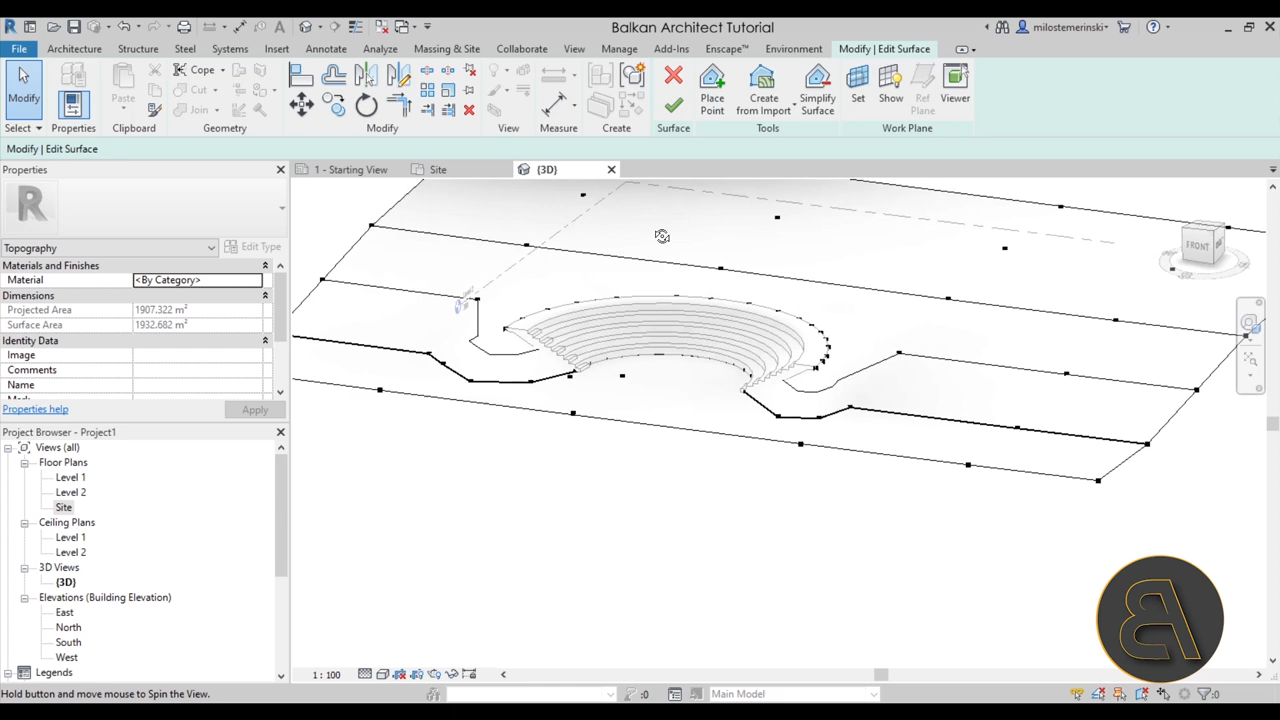 Balkan Architect Tutorial
milostemerinski
File Architecture Structure Steel Systems Insert Annotate Analyze Massing & Site Collaborate View Manage Add-Ins Enscape™ Environment Modify | Edit Surface
Modify
Select
Properties
Paste
Clipboard
Cope
Cut
Join
Geometry
Modify
View
Measure
Create
Surface
Place Point
Create from Import
Simplify Surface
Tools
Set
Show
Ref Plane
Viewer
Work Plane
Modify | Edit Surface
Properties
1 - Starting View
Site
{3D}
Topography
Edit Type
Materials and Finishes
Material <By Category>
Dimensions
Projected Area 1907.322 m²
Surface Area 1932.682 m²
Identity Data
Image
Comments
Name
Properties help
Apply
FRONT
Project Browser - Project1
Views (all)
Floor Plans
Level 1
Level 2
Site
Ceiling Plans
Level 1
Level 2
3D Views
{3D}
Elevations (Building Elevation)
East
North
South
West
Legends
1 : 100
Hold button and move mouse to Spin the View.
:0
Main Model
:0